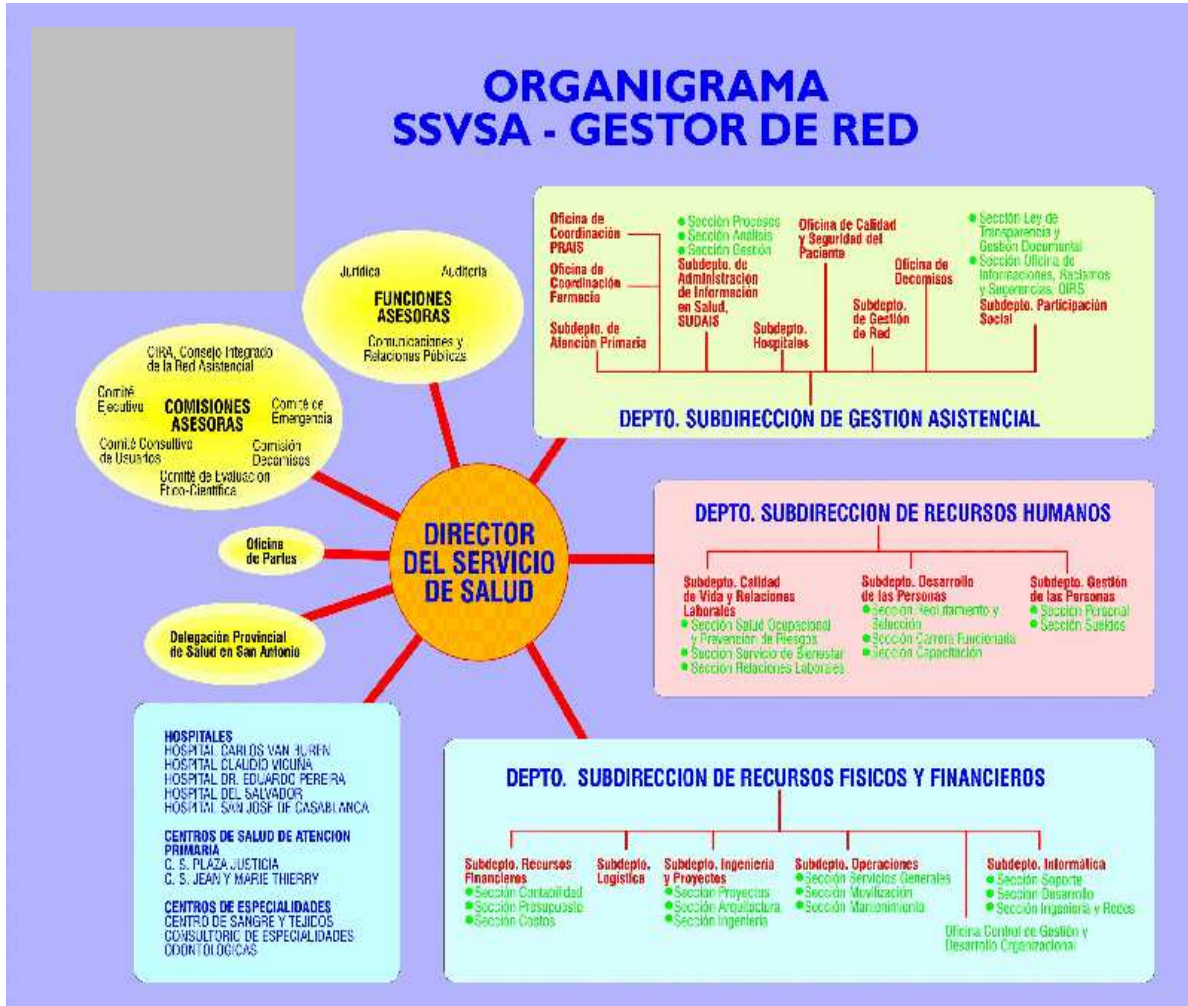 ORGANIGRAMA
SSVSA - GESTOR DE RED
Jurídica
Auditoría
FUNCIONES
ASESORAS
Comunicaciones y
Relaciones Públicas
CIRA, Consejo Integrado
de la Red Asistencial
Comité
Ejecutivo
COMISIONES
ASESORAS
Comité de
Emergencia
Comité Consultivo
de Usuarios
Comisión
Decomisos
Comité de Evaluación
Ético-Científica
Oficina
de Partes
Delegación Provincial
de Salud en San Antonio
DIRECTOR
DEL SERVICIO
DE SALUD
Oficina de
Coordinación
PRAIS
Oficina de
Coordinación
Farmacia
Subdepto. de
Atención Primaria
Sección Procesos
Sección Análisis
Sección Gestión
Subdepto. de
Administración
de Información
en Salud,
SUDAIS
Subdepto.
Hospitales
Oficina de Calidad
y Seguridad del
Paciente
Subdepto.
de Gestión
de Red
Oficina de
Decomisos
Sección Ley de
Transparencia y
Gestión Documental
Sección Oficina de
Informaciones, Reclamos
y Sugerencias, OIRS
Subdepto. Participación
Social
DEPTO. SUBDIRECCION DE GESTION ASISTENCIAL
DEPTO. SUBDIRECCION DE RECURSOS HUMANOS
Subdepto. Calidad
de Vida y Relaciones
Laborales
Sección Salud Ocupacional
y Prevención de Riesgos
Sección Servicio de Bienestar
Sección Relaciones Laborales
Subdepto. Desarrollo
de las Personas
Sección Reclutamiento y
Selección
Sección Carrera Funcionaria
Sección Capacitación
Subdepto. Gestión
de las Personas
Sección Personal
Sección Sueldos
HOSPITALES
HOSPITAL CARLOS VAN BUREN
HOSPITAL CLAUDIO VICUÑA
HOSPITAL DR. EDUARDO PEREIRA
HOSPITAL DEL SALVADOR
HOSPITAL SAN JOSE DE CASABLANCA
CENTROS DE SALUD DE ATENCION
PRIMARIA
C. S. PLAZA JUSTICIA
C. S. JEAN Y MARIE THIERRY
CENTROS DE ESPECIALIDADES
CENTRO DE SANGRE Y TEJIDOS
CONSULTORIO DE ESPECIALIDADES
ODONTOLOGICAS
DEPTO. SUBDIRECCION DE RECURSOS FISICOS Y FINANCIEROS
Subdepto. Recursos
Financieros
Sección Contabilidad
Sección Presupuesto
Sección Costos
Subdepto.
Logística
Subdepto. Ingeniería
y Proyectos
Sección Proyectos
Sección Arquitectura
Sección Ingeniería
Subdepto. Operaciones
Sección Servicios Generales
Sección Movilización
Sección Mantenimiento
Oficina Control de Gestión y
Desarrollo Organizacional
Subdepto. Informática
Sección Soporte
Sección Desarrollo
Sección Ingeniería y Redes